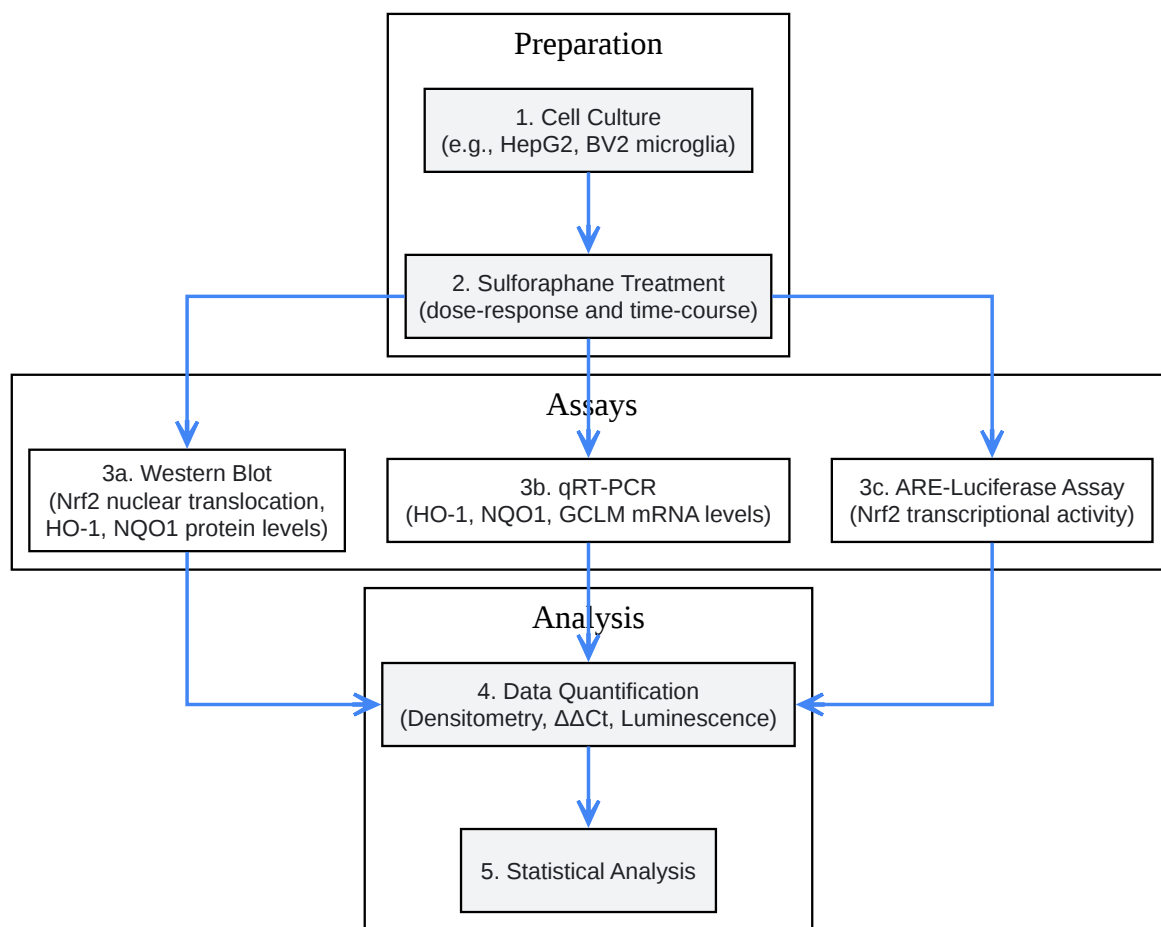 Preparation
1. Cell Culture
(e.g., HepG2, BV2 microglia)
2. Sulforaphane Treatment
(dose-response and time-course)
Assays
3a. Western Blot
(Nrf2 nuclear translocation,
HO-1, NQO1 protein levels)
3b. qRT-PCR
(HO-1, NQO1, GCLM mRNA levels)
3c. ARE-Luciferase Assay
(Nrf2 transcriptional activity)
Analysis
4. Data Quantification
(Densitometry, ΔΔCt, Luminescence)
5. Statistical Analysis